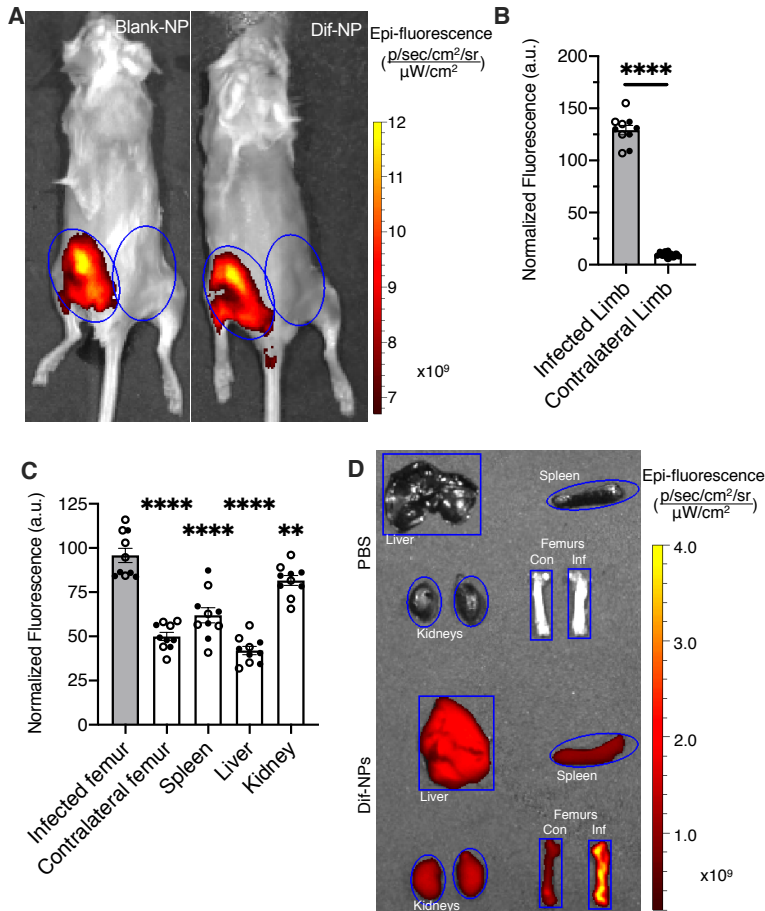 A
Blank-NP
Dif-NP
Epi-fluorescence
(p/sec/cm²/sr
µW/cm²)
12
11
10
9
8
7
x10⁹
B
Normalized Fluorescence (a.u.)
200
150
100
50
0
****
Infected Limb
Contralateral Limb
C
Normalized Fluorescence (a.u.)
125
100
75
50
25
0
****
****
****
**
Infected femur
Contralateral femur
Spleen
Liver
Kidney
D
PBS
Liver
Spleen
Femurs
Con Inf
Kidneys
Dif-NPs
Liver
Spleen
Femurs
Con Inf
Kidneys
Epi-fluorescence
(p/sec/cm²/sr
µW/cm²)
4.0
3.0
2.0
1.0
x10⁹